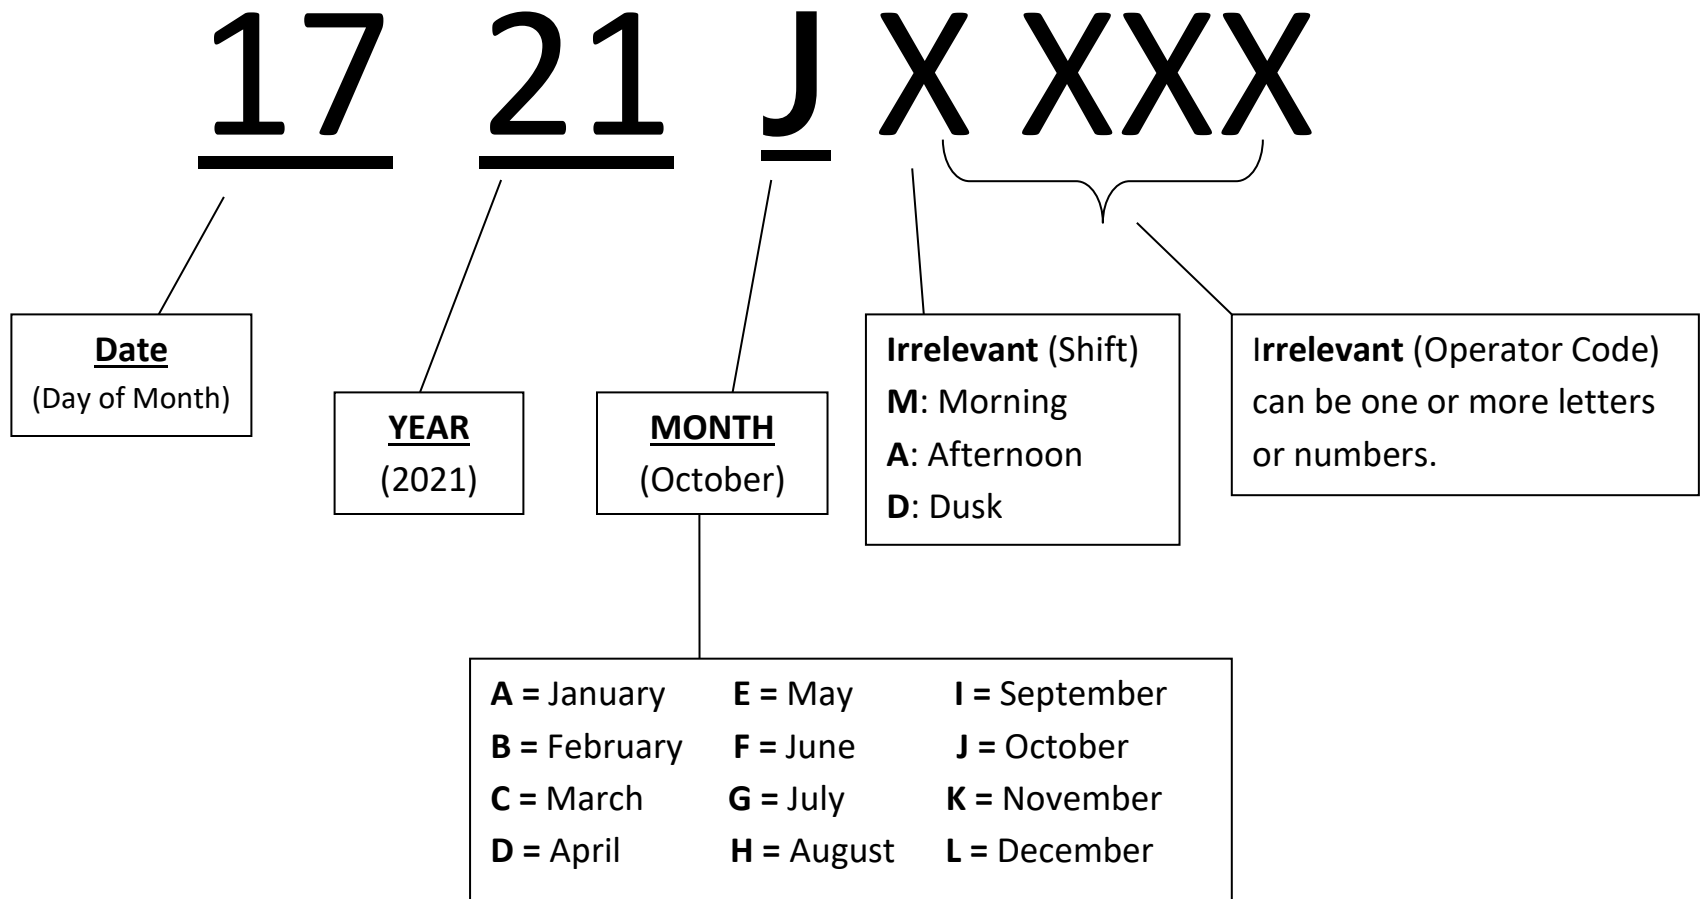 17 21 J X XXX
Date
(Day of Month)
YEAR
(2021)
MONTH
(October)
Irrelevant (Shift)
M: Morning
A: Afternoon
D: Dusk
Irrelevant (Operator Code)
can be one or more letters
or numbers.
A = January E = May I = September
B = February F = June J = October
C = March G = July K = November
D = April H = August L = December